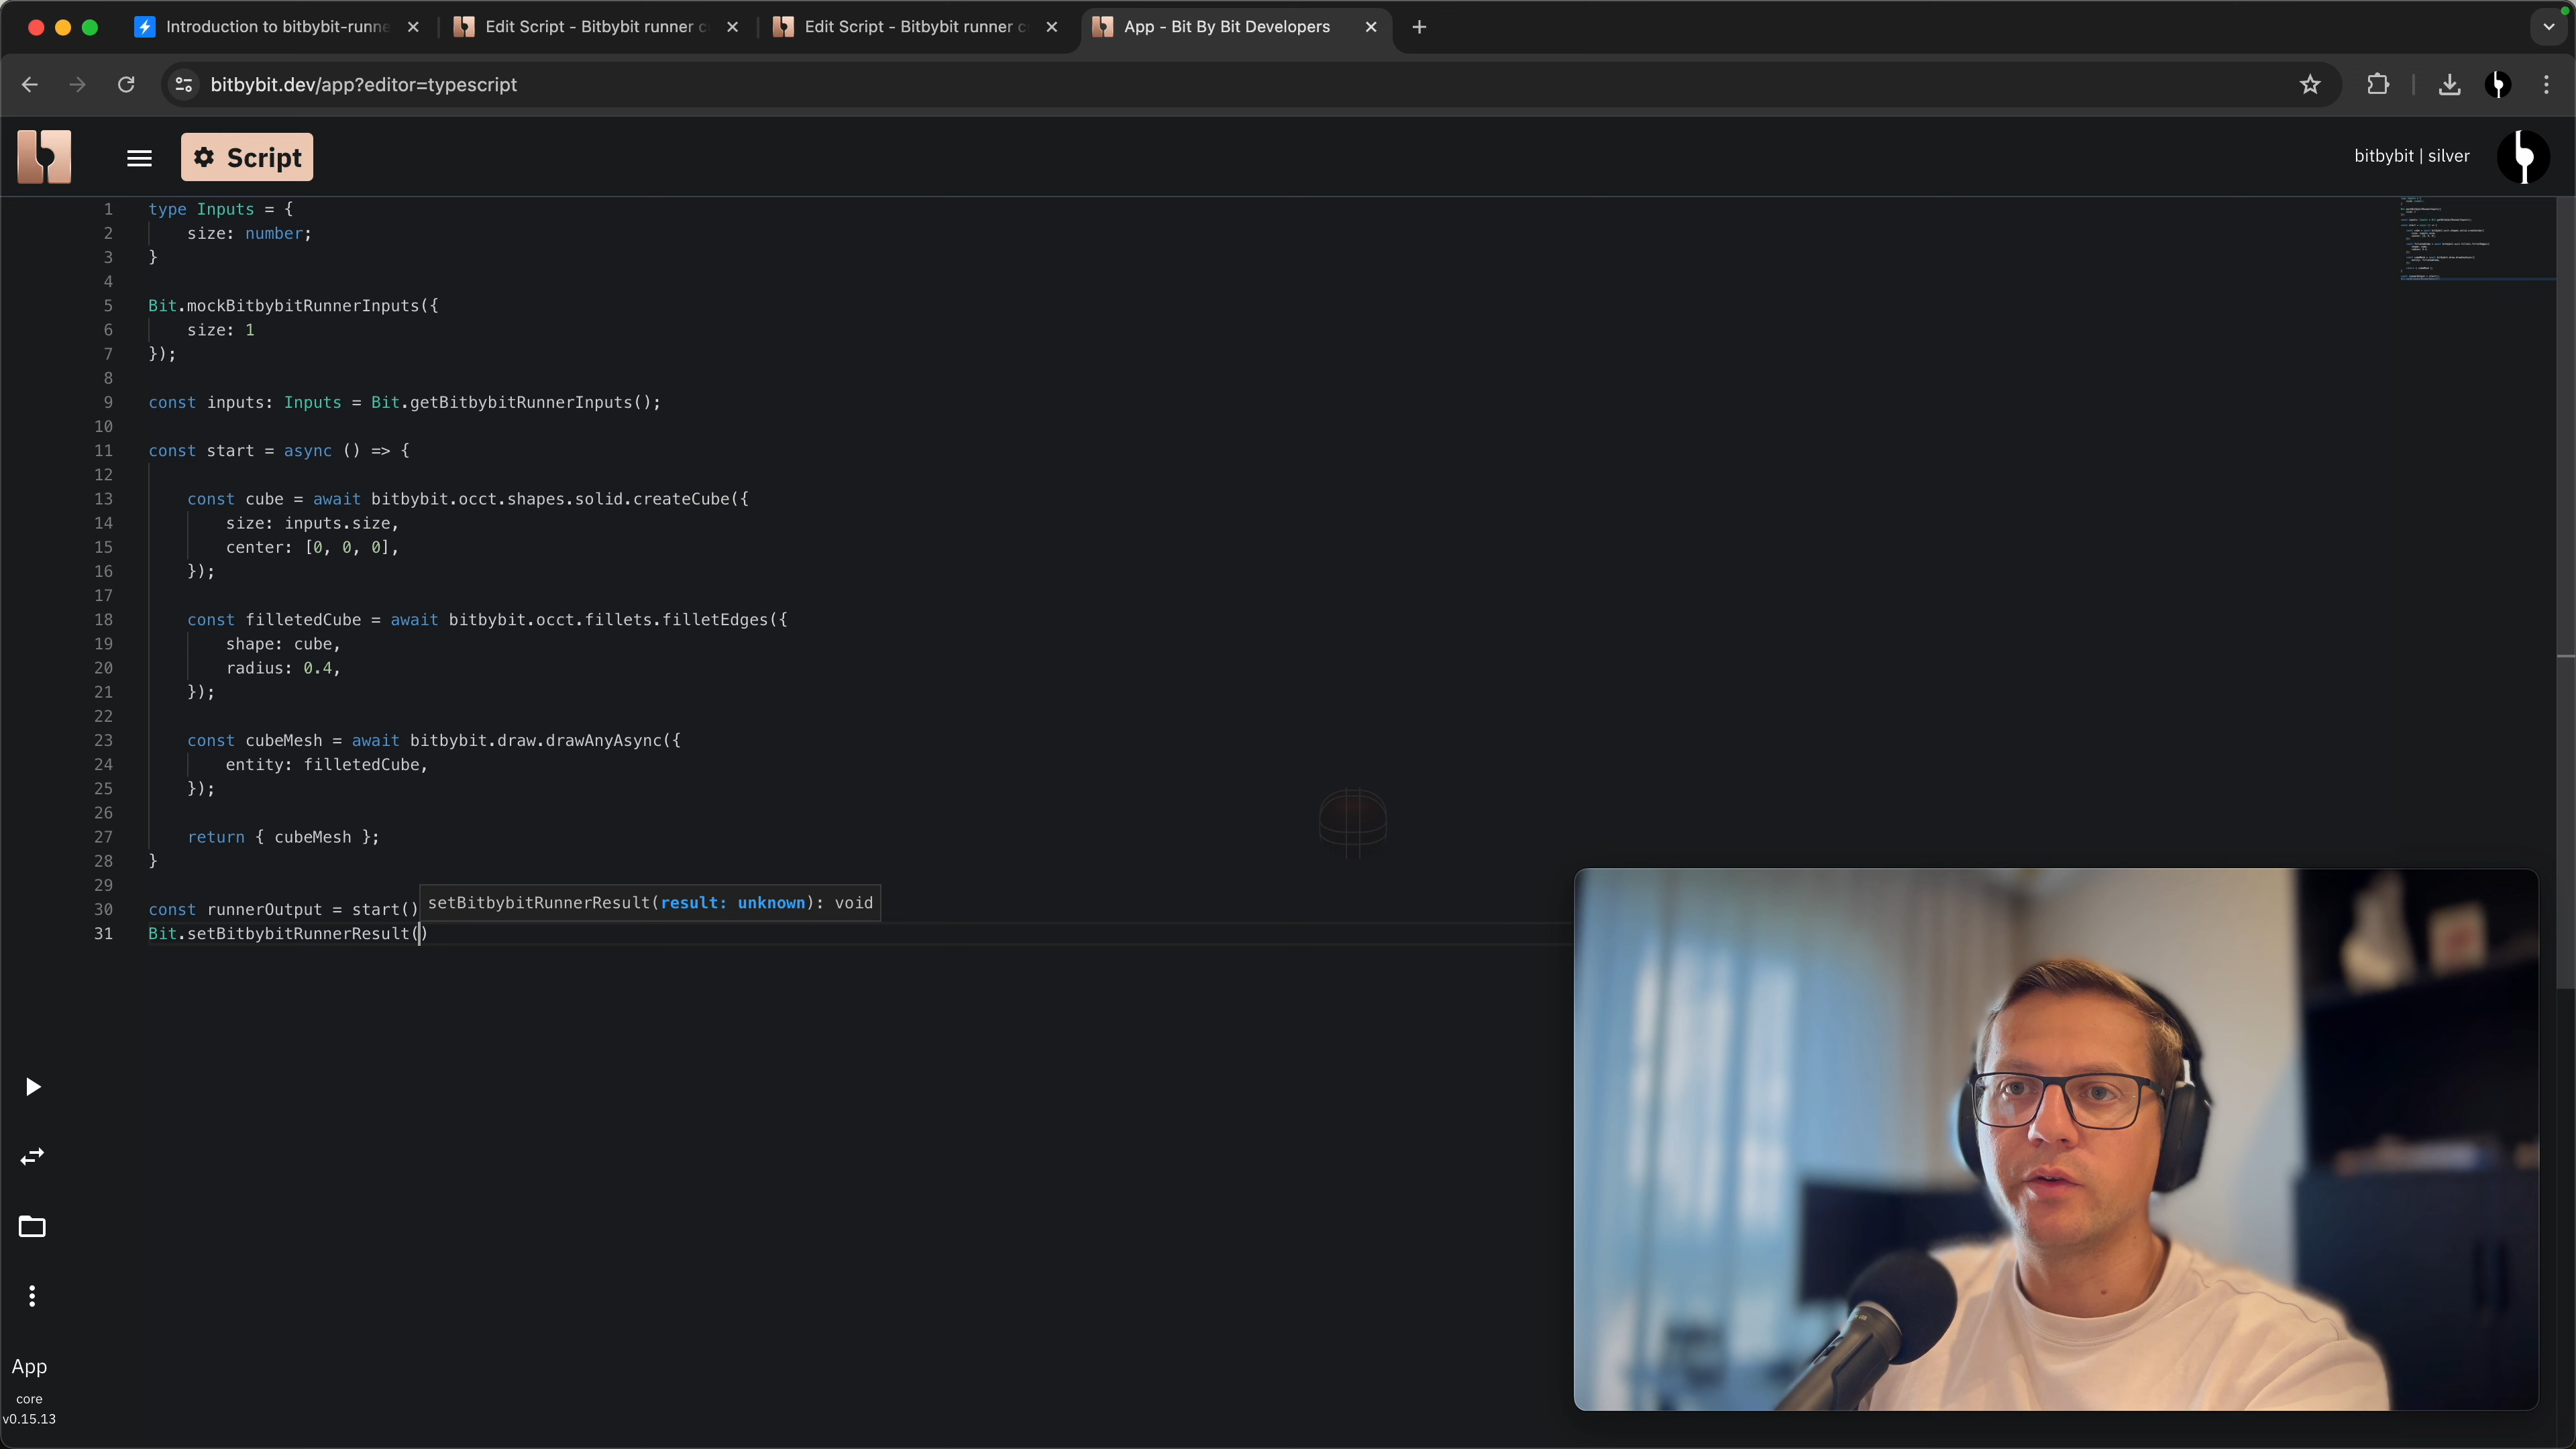 Introduction to bitbybit-runne
Edit Script - Bitbybit runner c
Edit Script - Bitbybit runner c
App - Bit By Bit Developers
bitbybit.dev/app?editor=typescript
Script
bitbybit | silver
1 type Inputs = {
2 size: number;
3 }
4
5 Bit.mockBitbybitRunnerInputs({
6 size: 1
7 });
8
9 const inputs: Inputs = Bit.getBitbybitRunnerInputs();
10
11 const start = async () => {
12
13 const cube = await bitbybit.occt.shapes.solid.createCube({
14 size: inputs.size,
15 center: [0, 0, 0],
16 });
17
18 const filletedCube = await bitbybit.occt.fillets.filletEdges({
19 shape: cube,
20 radius: 0.4,
21 });
22
23 const cubeMesh = await bitbybit.draw.drawAnyAsync({
24 entity: filletedCube,
25 });
26
27 return { cubeMesh };
28 }
29
setBitbybitRunnerResult(result: unknown): void
30 const runnerOutput = start()
31 Bit.setBitbybitRunnerResult()
App
core
v0.15.13